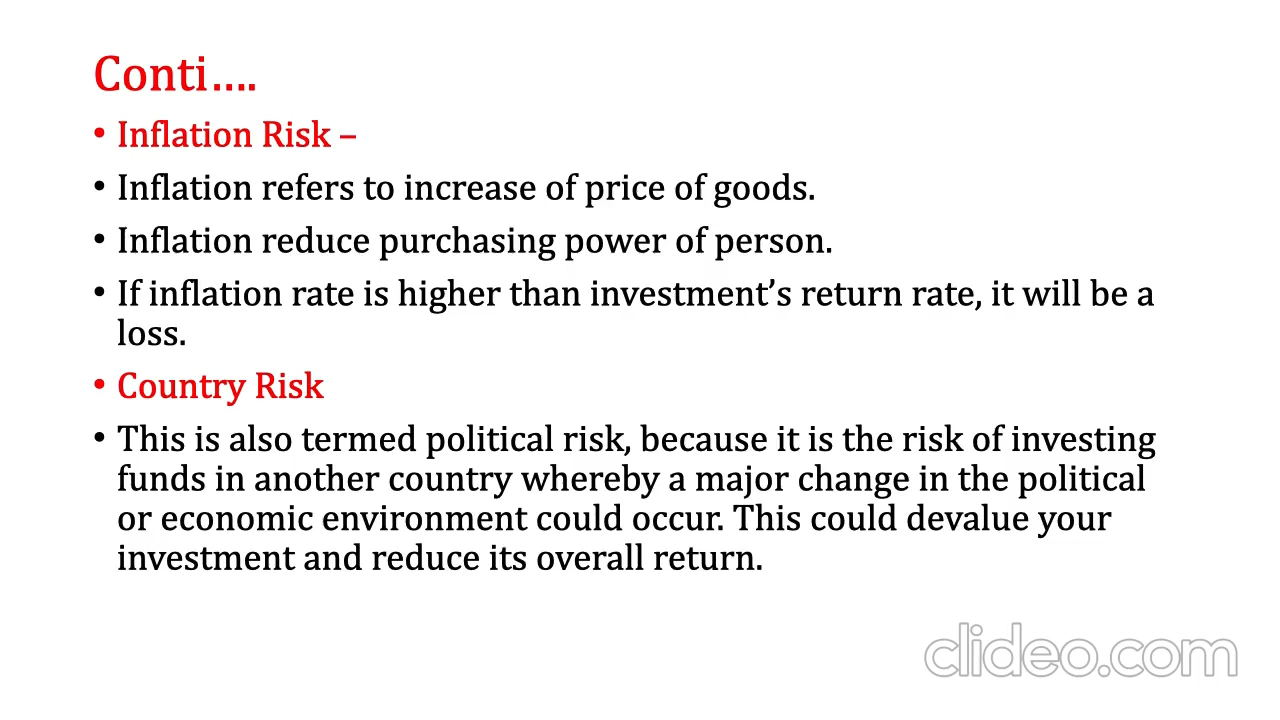 Conti....
• Inflation Risk –
• Inflation refers to increase of price of goods.
• Inflation reduce purchasing power of person.
• If inflation rate is higher than investment’s return rate, it will be a
loss.
• Country Risk
• This is also termed political risk, because it is the risk of investing
funds in another country whereby a major change in the political
or economic environment could occur. This could devalue your
investment and reduce its overall return.
clideo.com